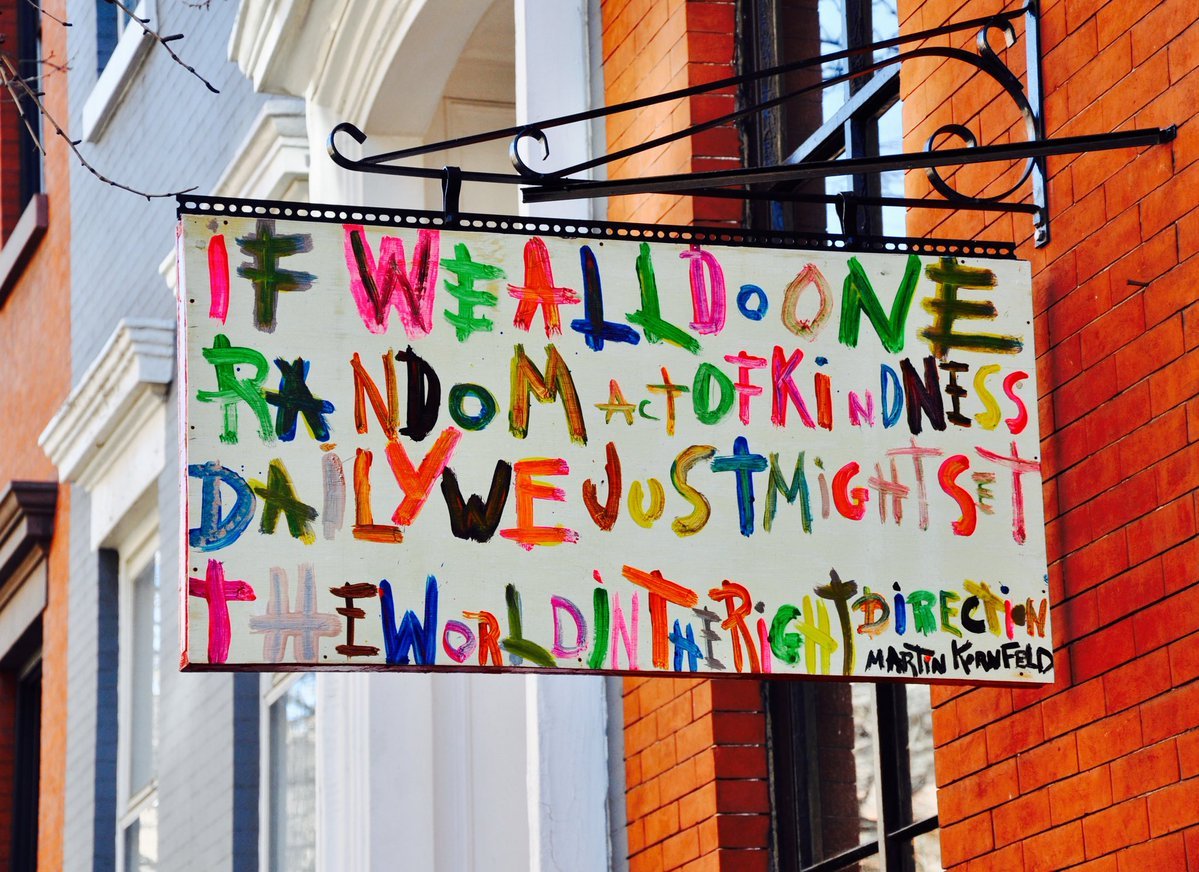 IF WE ALL DO ONE
RANDOM ACT OF KiNDNESS
DAILY WE JUST MiGHT SET
THE WORLD IN THE RIGHT DIRECTION
MARTIN KORNFELD